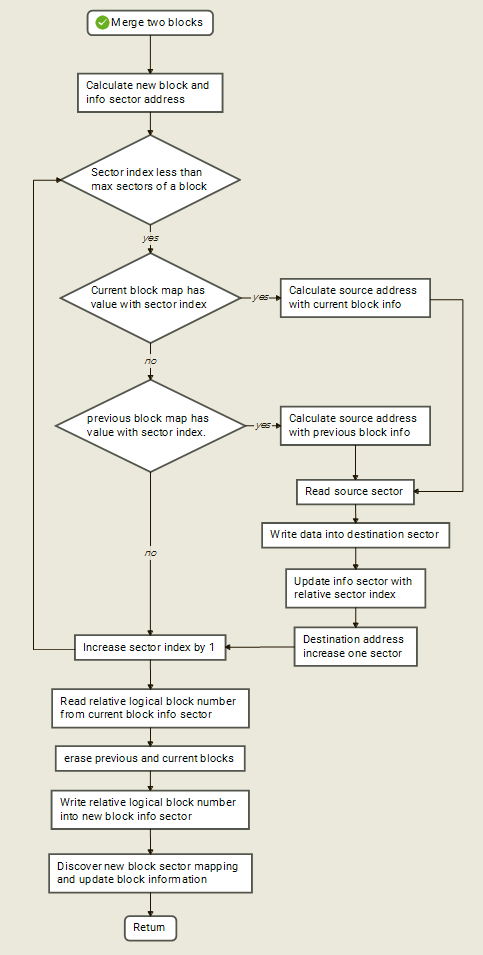 Merge two blocks
Calculate new block and
info sector address
Sector index less than
max sectors of a block
yes
Current block map has
value with sector index
yes
Calculate source address
with current block info
no
previous block map has
value with sector index.
yes
Calculate source address
with previous block info
Read source sector
Write data into destination sector
no
Update info sector with
relative sector index
Destination address
increase one sector
Increase sector index by 1
Read relative logical block number
from current block info sector
erase previous and current blocks
Write relative logical block number
into new block info sector
Discover new block sector mapping
and update block information
Return